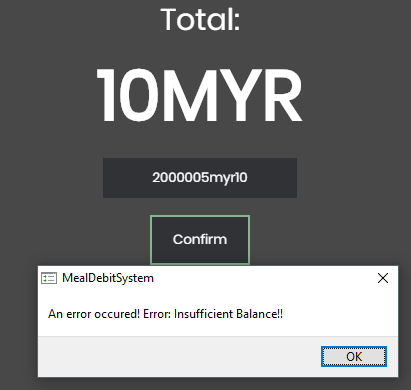 Total:
10MYR
2000005myr10
Confirm
MealDebitSystem
An error occured! Error: Insufficient Balance!!
OK